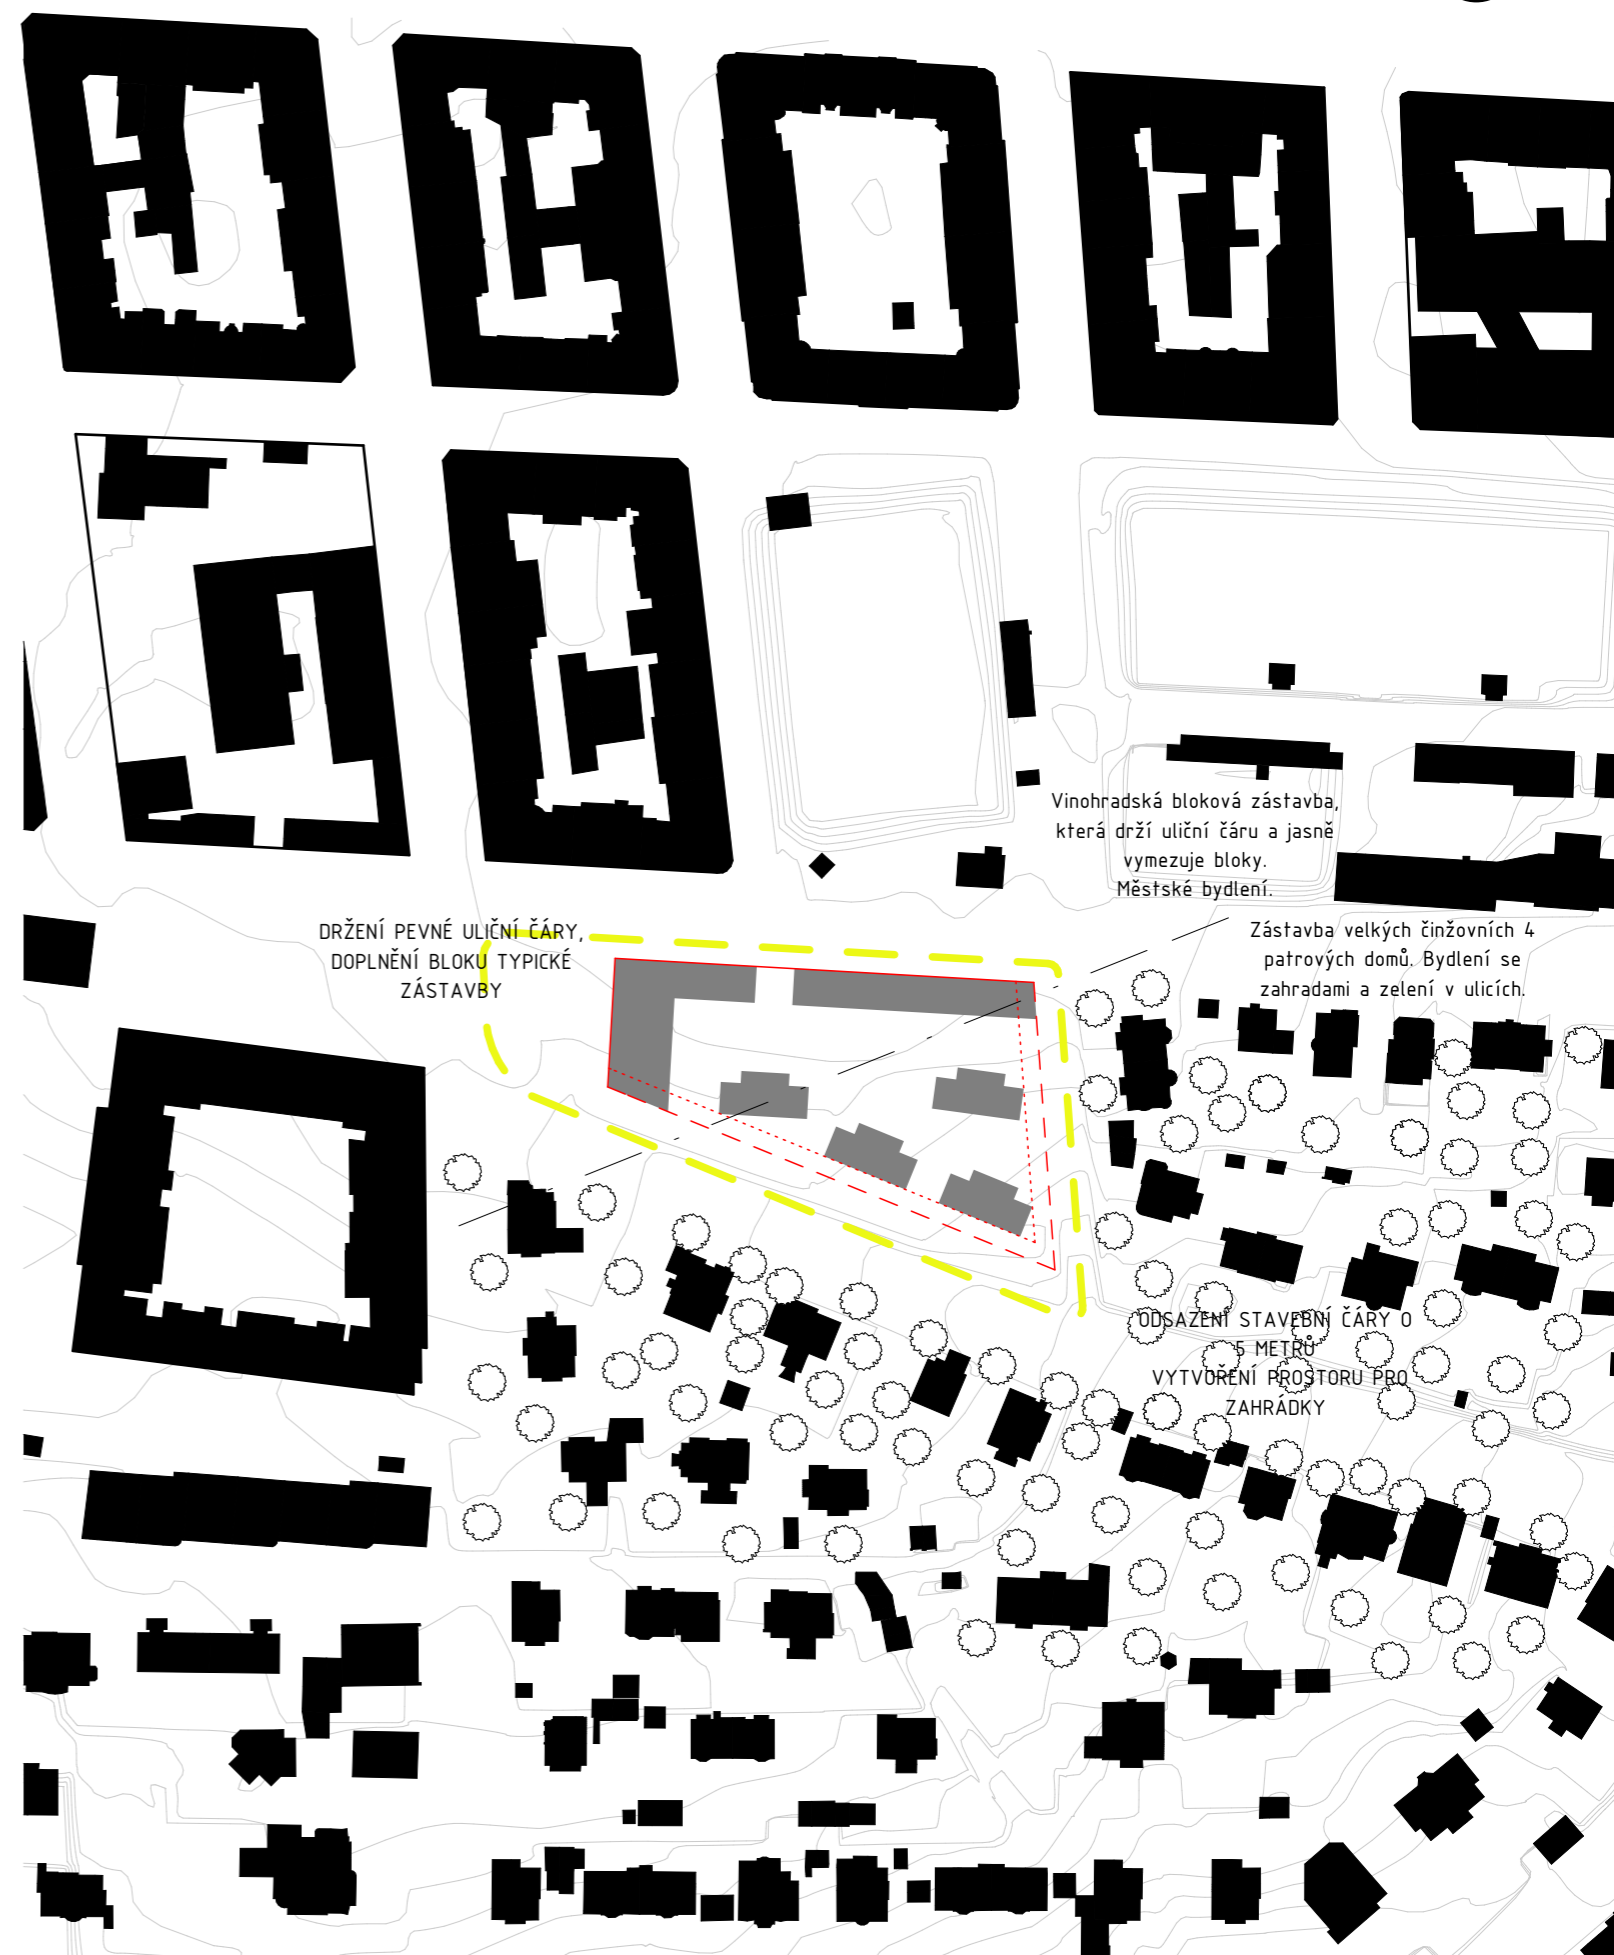 Vinohradská bloková zástavba,
která drží uliční čáru a jasně
vymezuje bloky.
Městské bydlení.
DRŽENÍ PEVNÉ ULIČNÍ ČÁRY,
DOPLNĚNÍ BLOKU TYPICKÉ
ZÁSTAVBY
Zástavba velkých činžovních 4
patrových domů. Bydlení se
zahradami a zelení v ulicích.
ODSAZENÍ STAVEBNÍ ČÁRY O
5 METRŮ
VYTVOŘENÍ PROSTORU PRO
ZAHRÁDKY